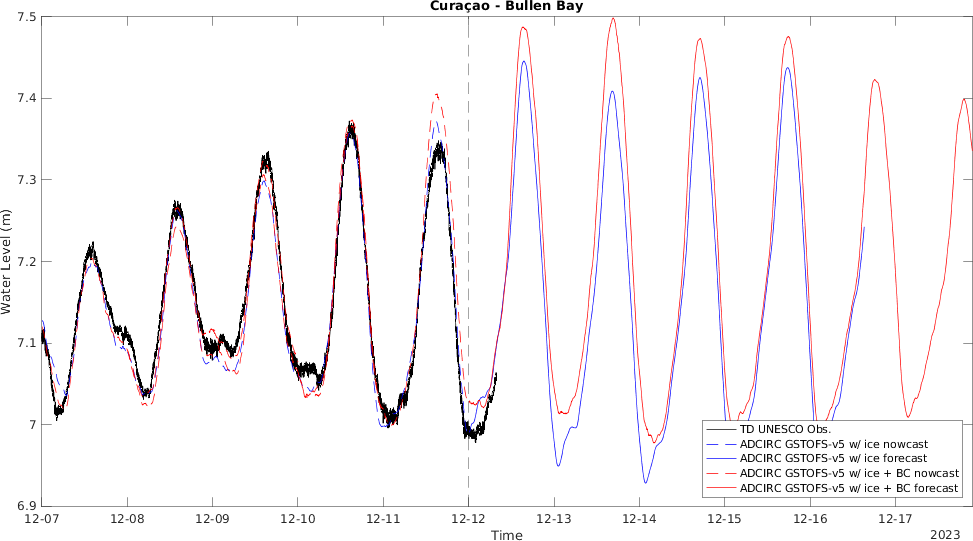 Curaçao - Bullen Bay
7.5
7.4
7.3
7.2
7.1
7
6.9
Water Level (m)
TD UNESCO Obs.
ADCIRC GSTOFS-v5 w/ ice nowcast
ADCIRC GSTOFS-v5 w/ ice forecast
ADCIRC GSTOFS-v5 w/ ice + BC nowcast
ADCIRC GSTOFS-v5 w/ ice + BC forecast
12-07 12-08 12-09 12-10 12-11 12-12 12-13 12-14 12-15 12-16 12-17
Time
2023